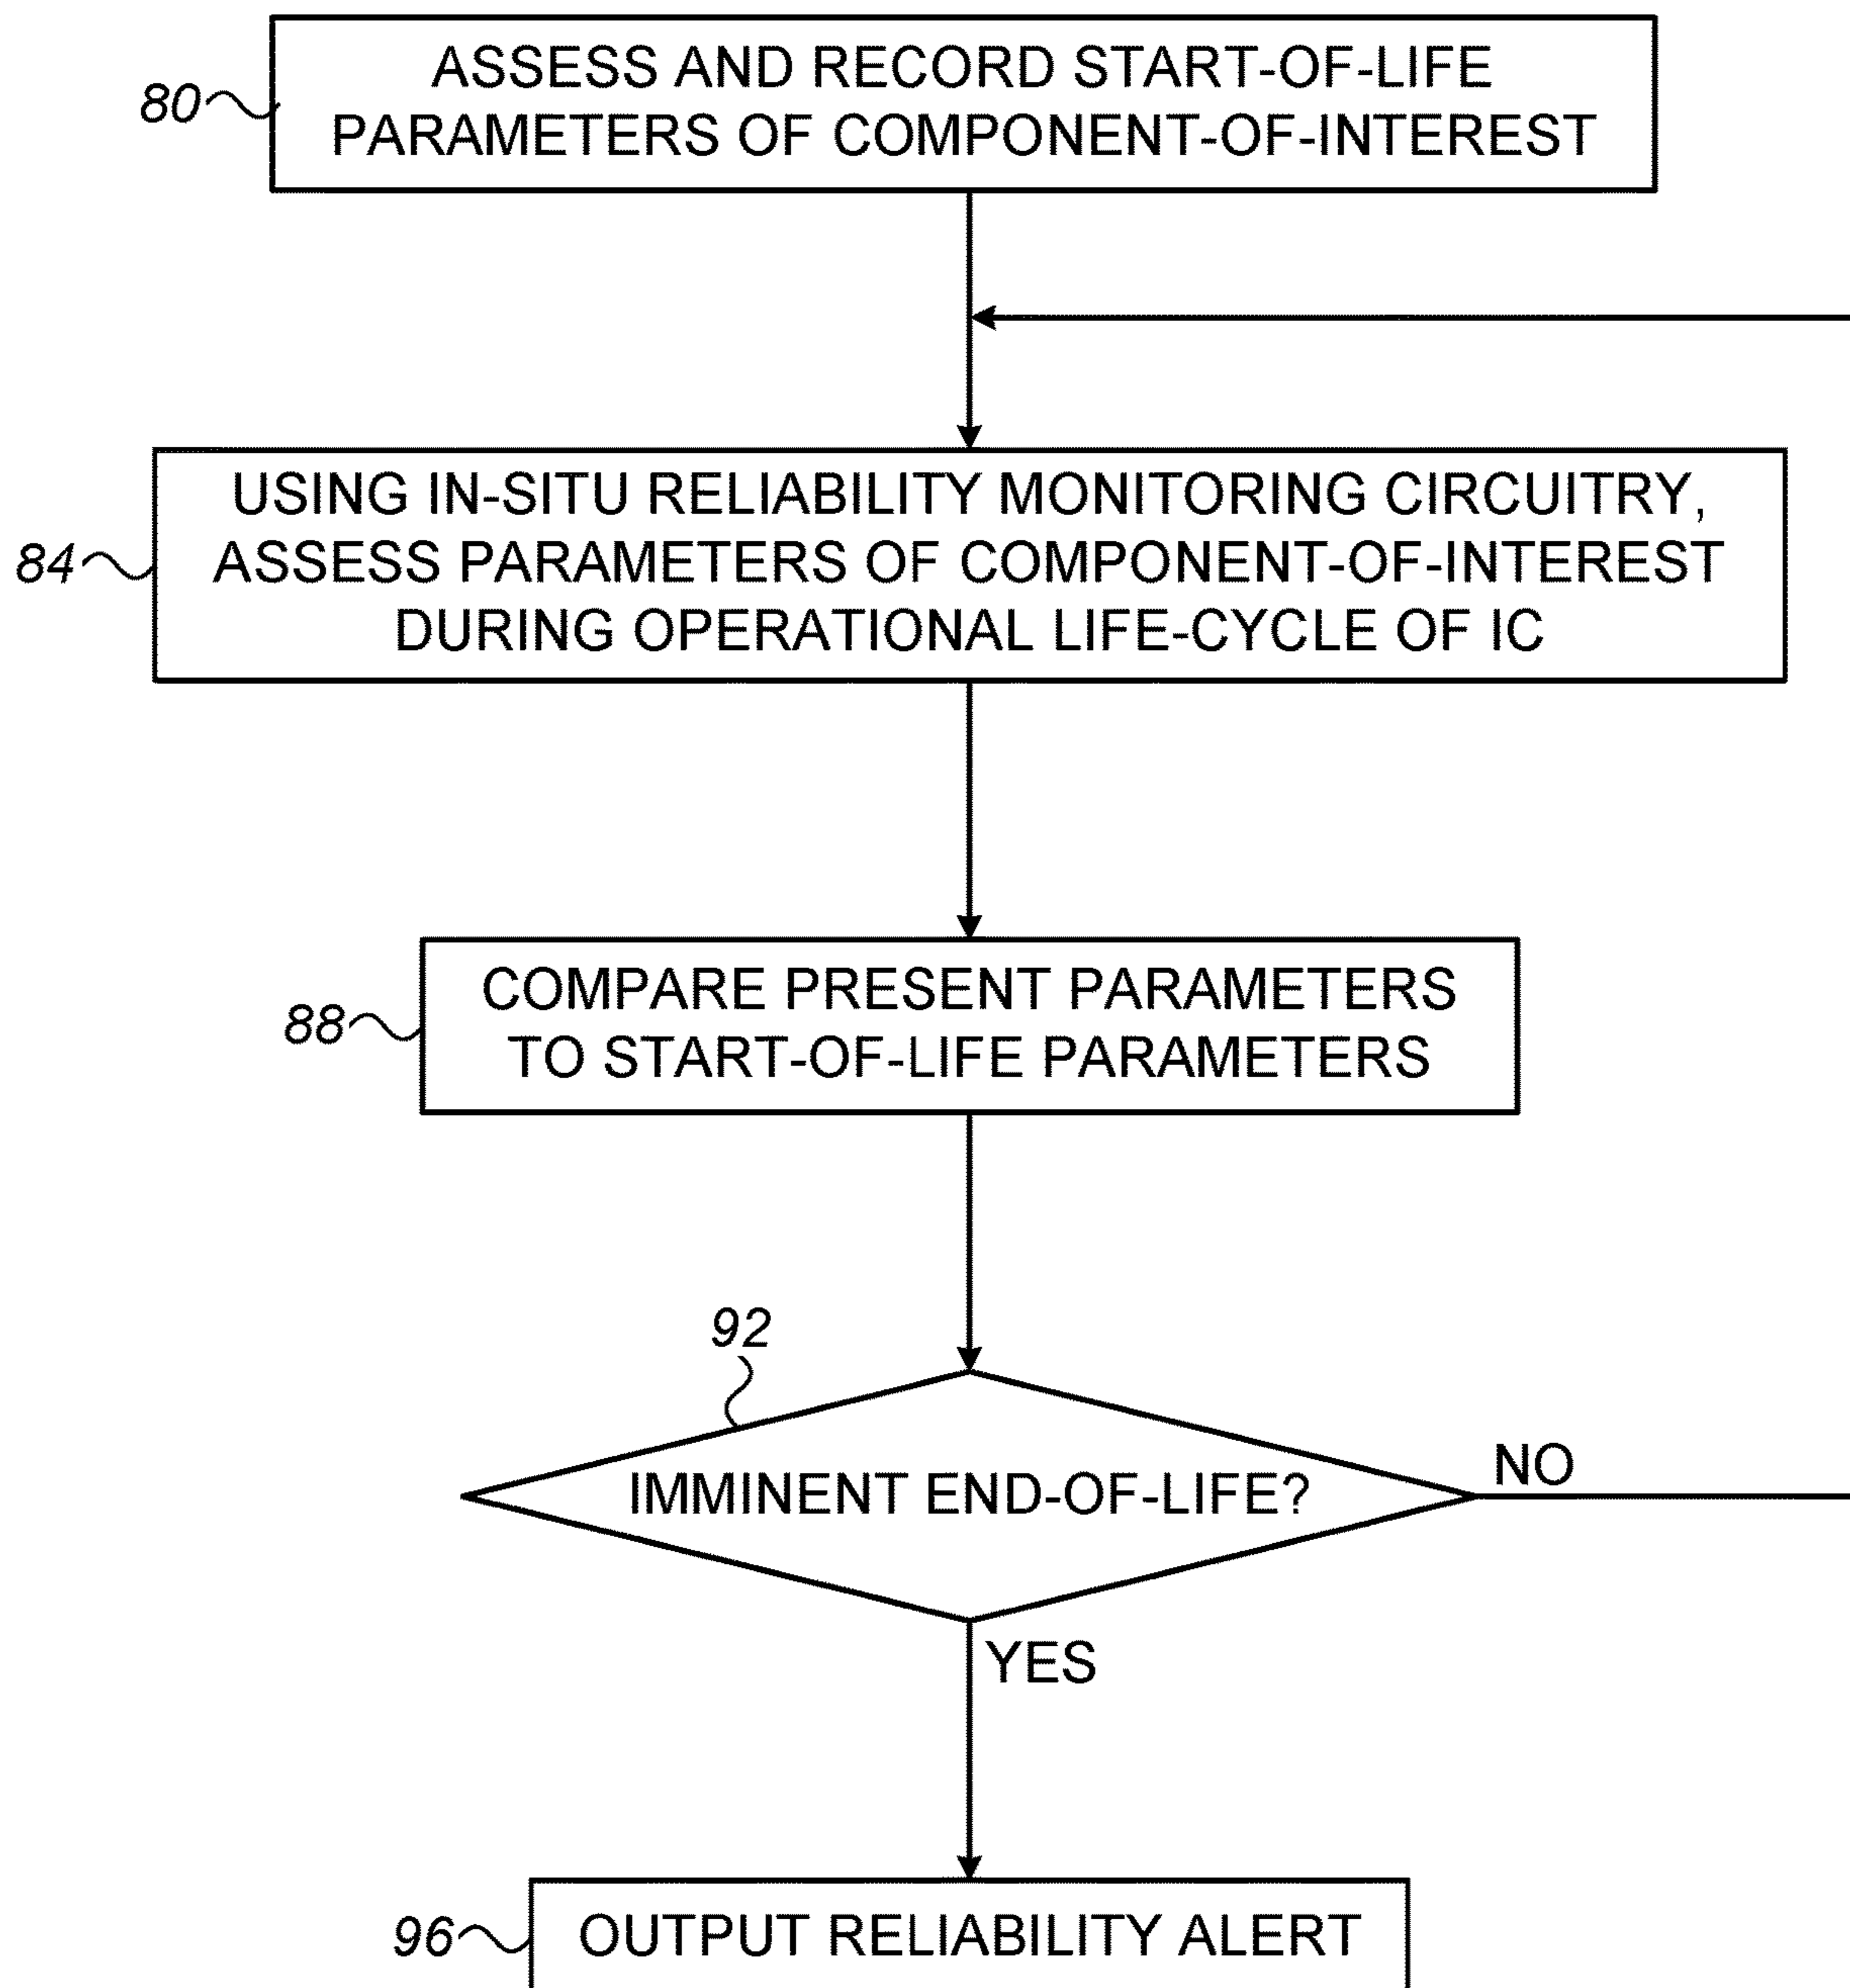 80
ASSESS AND RECORD START-OF-LIFE
PARAMETERS OF COMPONENT-OF-INTEREST
84
USING IN-SITU RELIABILITY MONITORING CIRCUITRY,
ASSESS PARAMETERS OF COMPONENT-OF-INTEREST
DURING OPERATIONAL LIFE-CYCLE OF IC
88
COMPARE PRESENT PARAMETERS
TO START-OF-LIFE PARAMETERS
92
IMMINENT END-OF-LIFE?
NO
YES
96
OUTPUT RELIABILITY ALERT